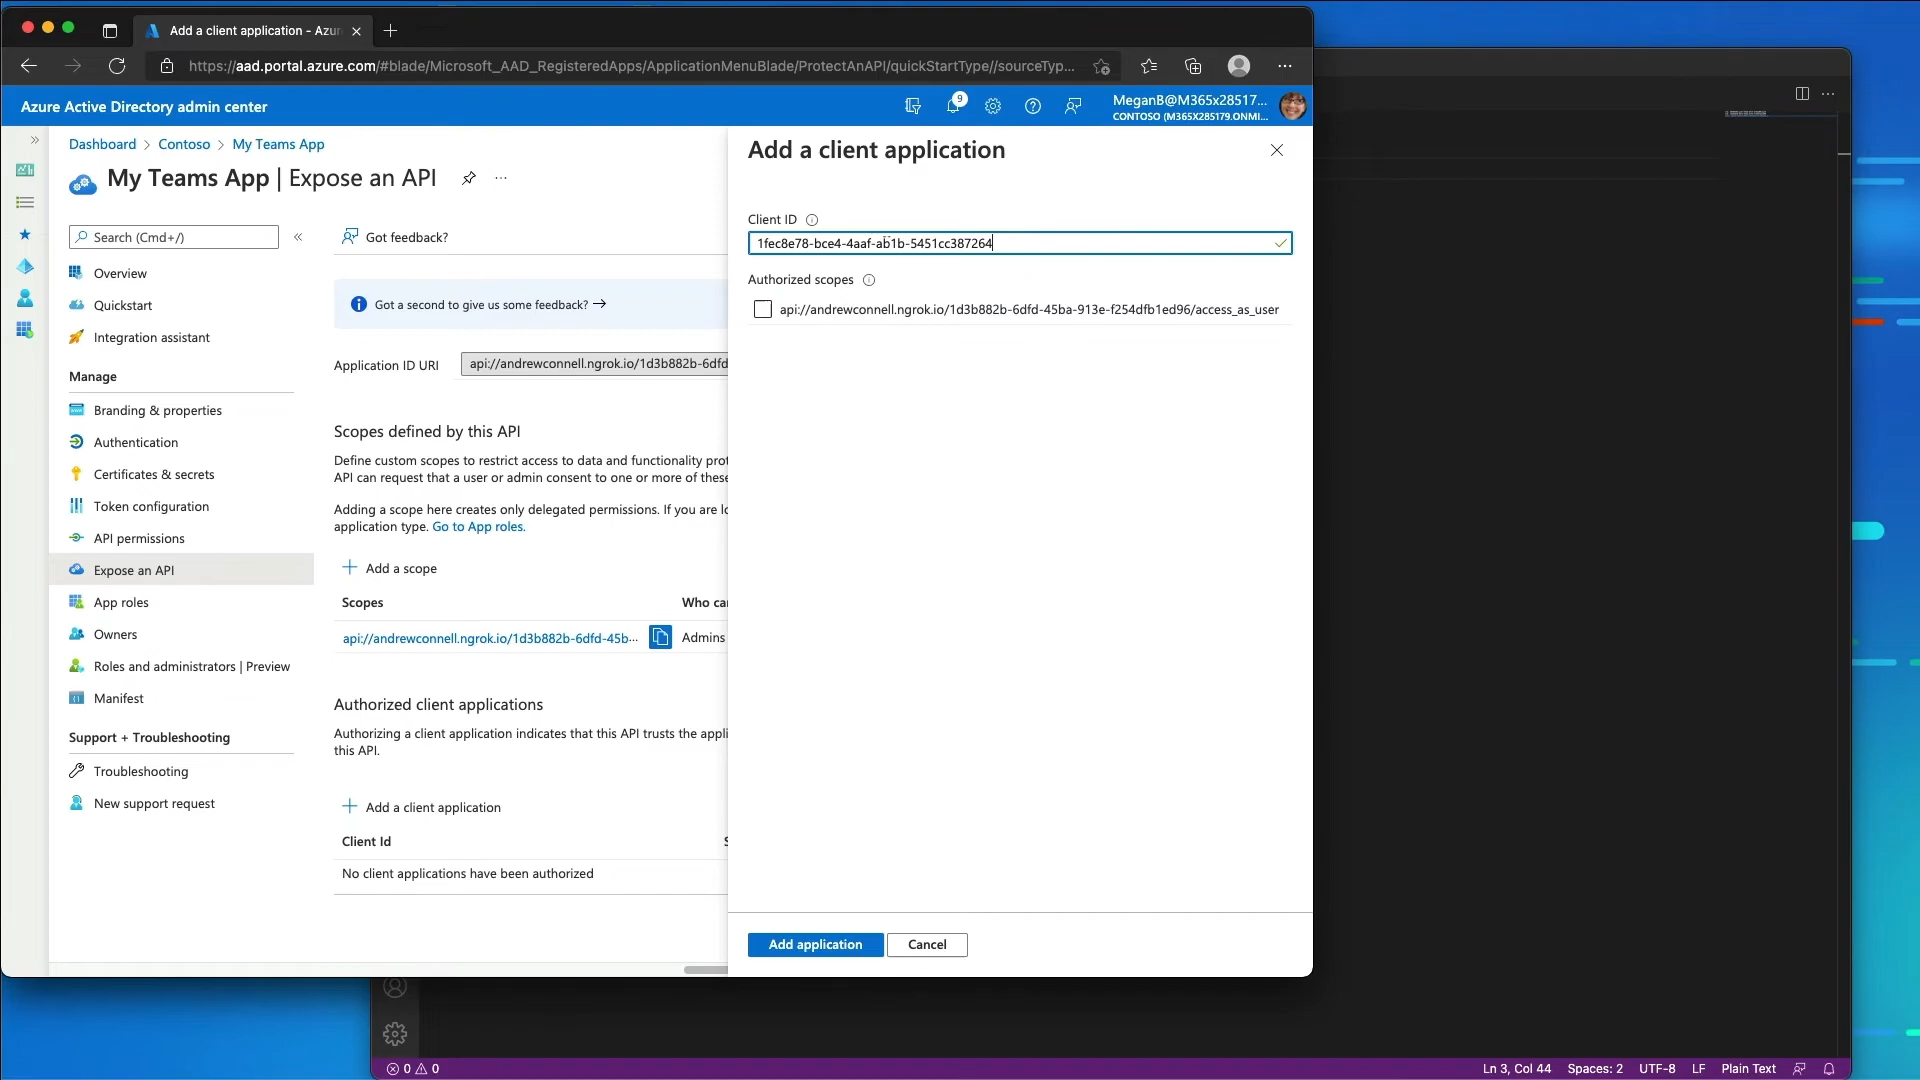 Add a client application - Azur
https://aad.portal.azure.com/#blade/Microsoft_AAD_RegisteredApps/ApplicationMenuBlade/ProtectAnAPI/quickStartType//sourceTyp...
Azure Active Directory admin center
9
MeganB@M365x28517...
CONTOSO (M365X285179.ONMI...
Dashboard > Contoso > My Teams App
My Teams App | Expose an API
Search (Cmd+/)
Overview
Quickstart
Integration assistant
Manage
Branding & properties
Authentication
Certificates & secrets
Token configuration
API permissions
Expose an API
App roles
Owners
Roles and administrators | Preview
Manifest
Support + Troubleshooting
Troubleshooting
New support request
Got feedback?
Got a second to give us some feedback?
Application ID URI
api://andrewconnell.ngrok.io/1d3b882b-6dfd
Scopes defined by this API
Define custom scopes to restrict access to data and functionality prot
API can request that a user or admin consent to one or more of these
Adding a scope here creates only delegated permissions. If you are lo
application type. Go to App roles.
Add a scope
Scopes
Who can
api://andrewconnell.ngrok.io/1d3b882b-6dfd-45b...
Admins
Authorized client applications
Authorizing a client application indicates that this API trusts the appli
this API.
Add a client application
Client Id
No client applications have been authorized
Add a client application
Client ID
1fec8e78-bce4-4aaf-ab1b-5451cc387264
Authorized scopes
api://andrewconnell.ngrok.io/1d3b882b-6dfd-45ba-913e-f254dfb1ed96/access_as_user
Add application
Cancel
0 0
Ln 3, Col 44
Spaces: 2
UTF-8
LF
Plain Text